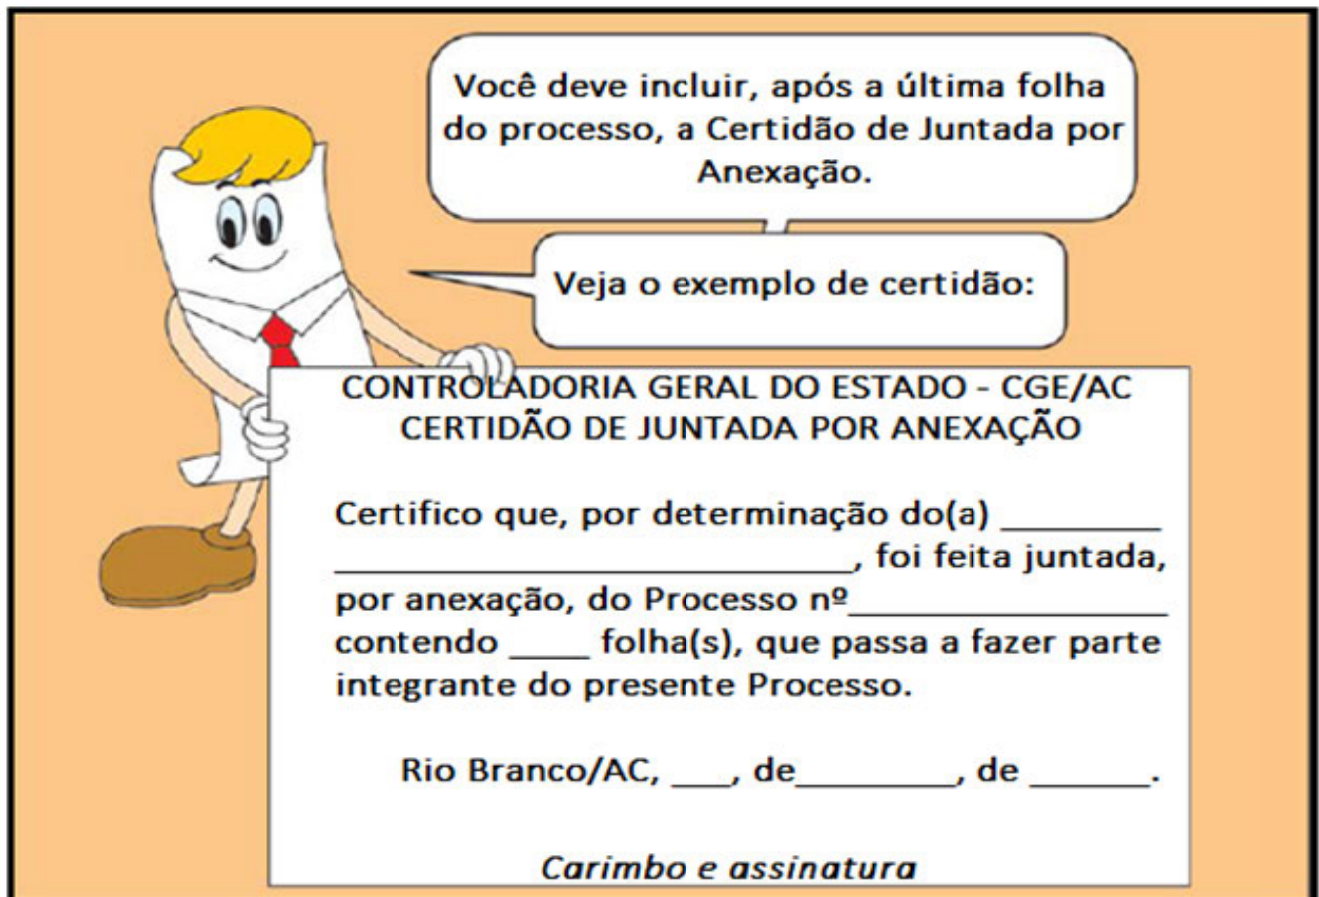 Você deve incluir, após a última folha
do processo, a Certidão de Juntada por
Anexação.
Veja o exemplo de certidão:
CONTROLADORIA GERAL DO ESTADO - CGE/AC
CERTIDÃO DE JUNTADA POR ANEXAÇÃO
Certifico que, por determinação do(a) ________
__________________________, foi feita juntada,
por anexação, do Processo nº________________
contendo ____ folha(s), que passa a fazer parte
integrante do presente Processo.
Rio Branco/AC, ___, de________, de ______.
Carimbo e assinatura